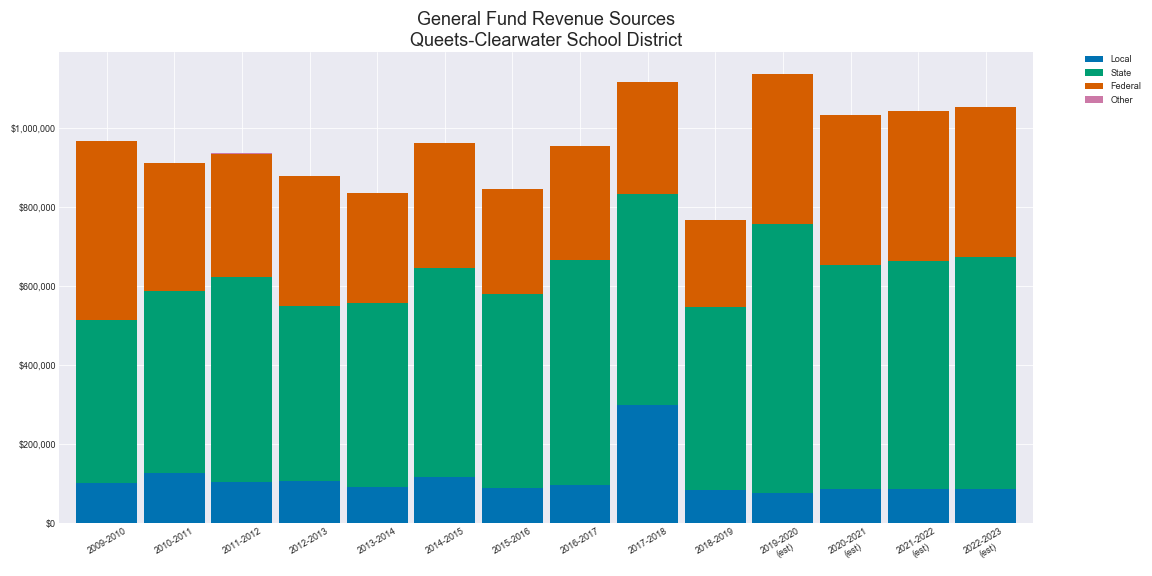 General Fund Revenue Sources
Queets-Clearwater School District
Local
State
Federal
Other
$1,000,000
$800,000
$600,000
$400,000
$200,000
$0
2009-2010
2010-2011
2011-2012
2012-2013
2013-2014
2014-2015
2015-2016
2016-2017
2017-2018
2018-2019
2019-2020
(est)
2020-2021
(est)
2021-2022
(est)
2022-2023
(est)